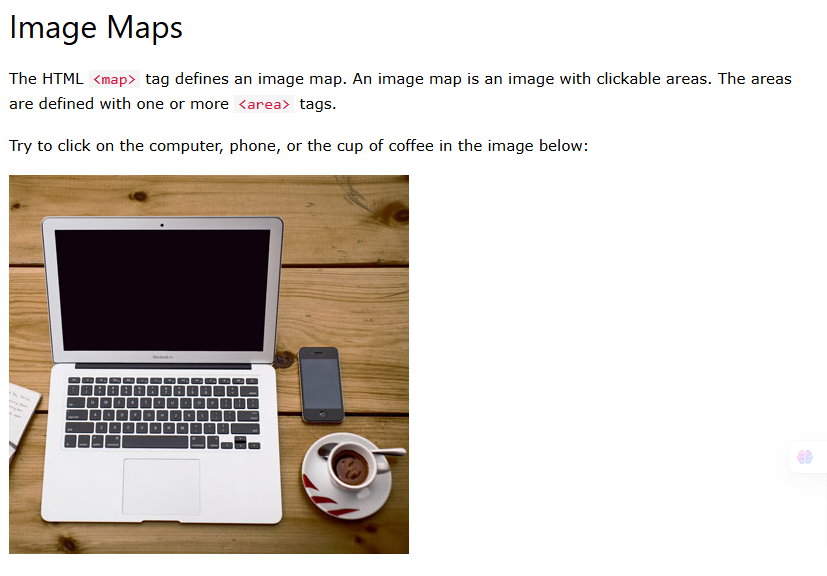 Image Maps
The HTML <map> tag defines an image map. An image map is an image with clickable areas. The areas
are defined with one or more <area> tags.
Try to click on the computer, phone, or the cup of coffee in the image below: